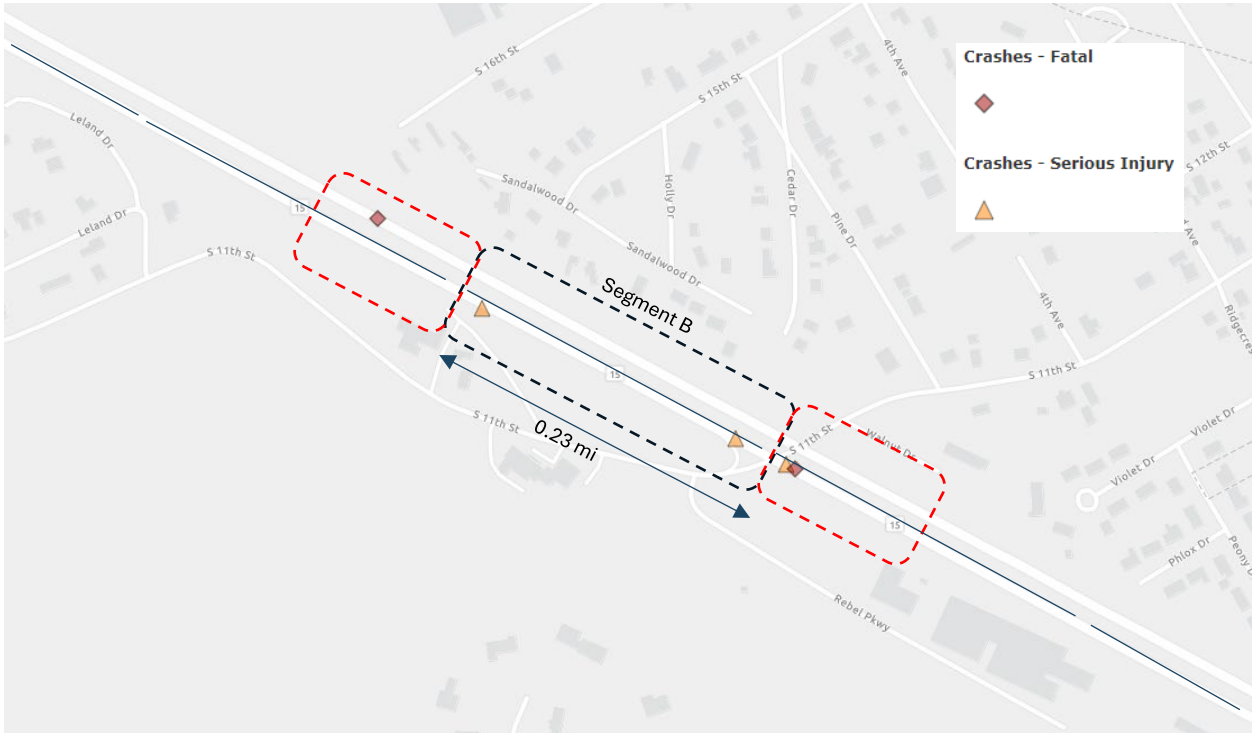 Crashes - Fatal
Crashes - Serious Injury
S 16th St
4th Ave
S 15th St
Leland Dr
S 12th St
Sandalwood Dr
Holly Dr
Cedar Dr
15
Leland Dr
Pine Dr
S 11th St
Sandalwood Dr
Segment B
4th Ave
Ave
15
S 11th St
S 11th St
0.23 mi
S 11th St
Walnut Dr
Violet Dr
Violet Dr
15
Phlox Dr
Rebel Pkwy